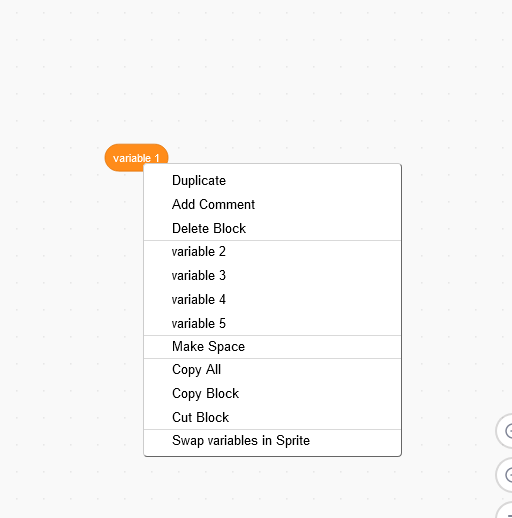 variable 1
Duplicate
Add Comment
Delete Block
variable 2
variable 3
variable 4
variable 5
Make Space
Copy All
Copy Block
Cut Block
Swap variables in Sprite